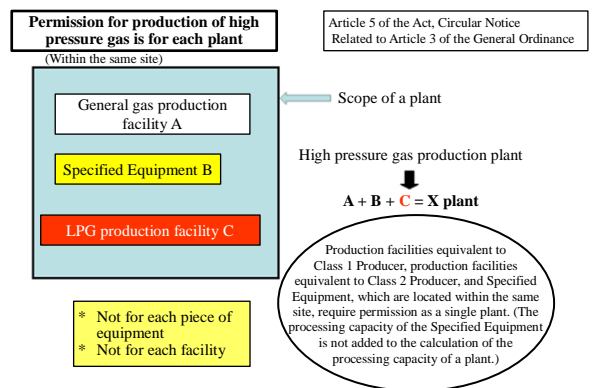 Permission for production of high
pressure gas is for each plant
(Within the same site)
Article 5 of the Act, Circular Notice
Related to Article 3 of the General Ordinance
General gas production
facility A
Specified Equipment B
LPG production facility C
Scope of a plant
High pressure gas production plant
A + B + C = X plant
Production facilities equivalent to
Class 1 Producer, production facilities
equivalent to Class 2 Producer, and Specified
Equipment, which are located within the same
site, require permission as a single plant. (The
processing capacity of the Specified Equipment
is not added to the calculation of the
processing capacity of a plant.)
* Not for each piece of
equipment
* Not for each facility